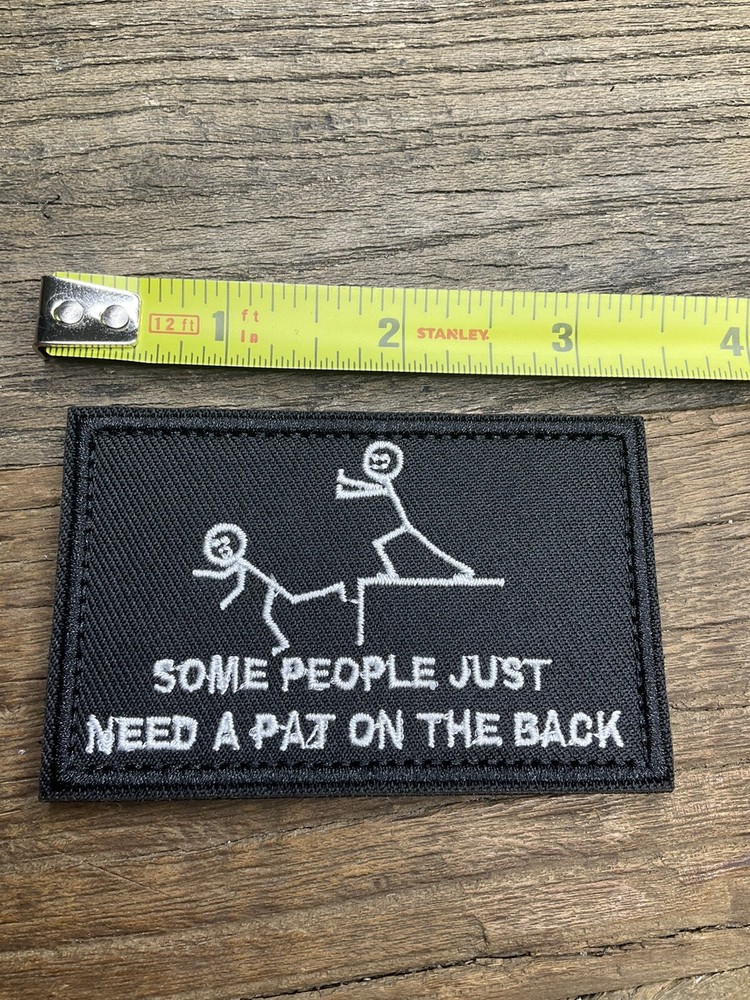 12 ft 1 ft 2 STANLEY. 3 4
in
SOME PEOPLE JUST
NEED A PAT ON THE BACK